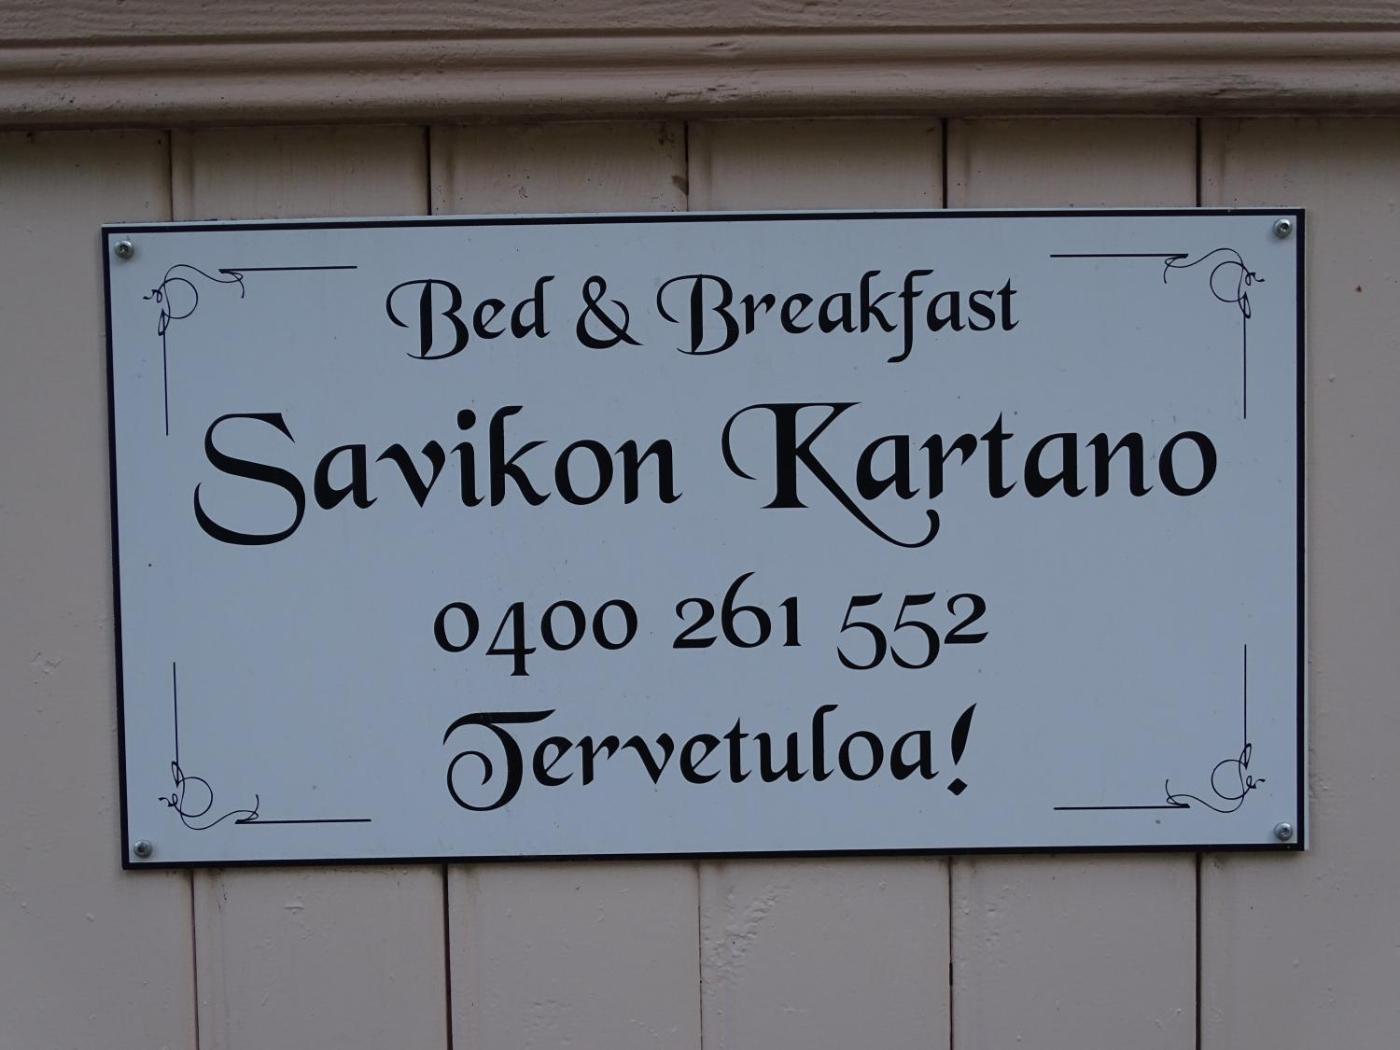 Bed & Breakfast
Savikon Kartano
0400 261 552
Tervetuloa!